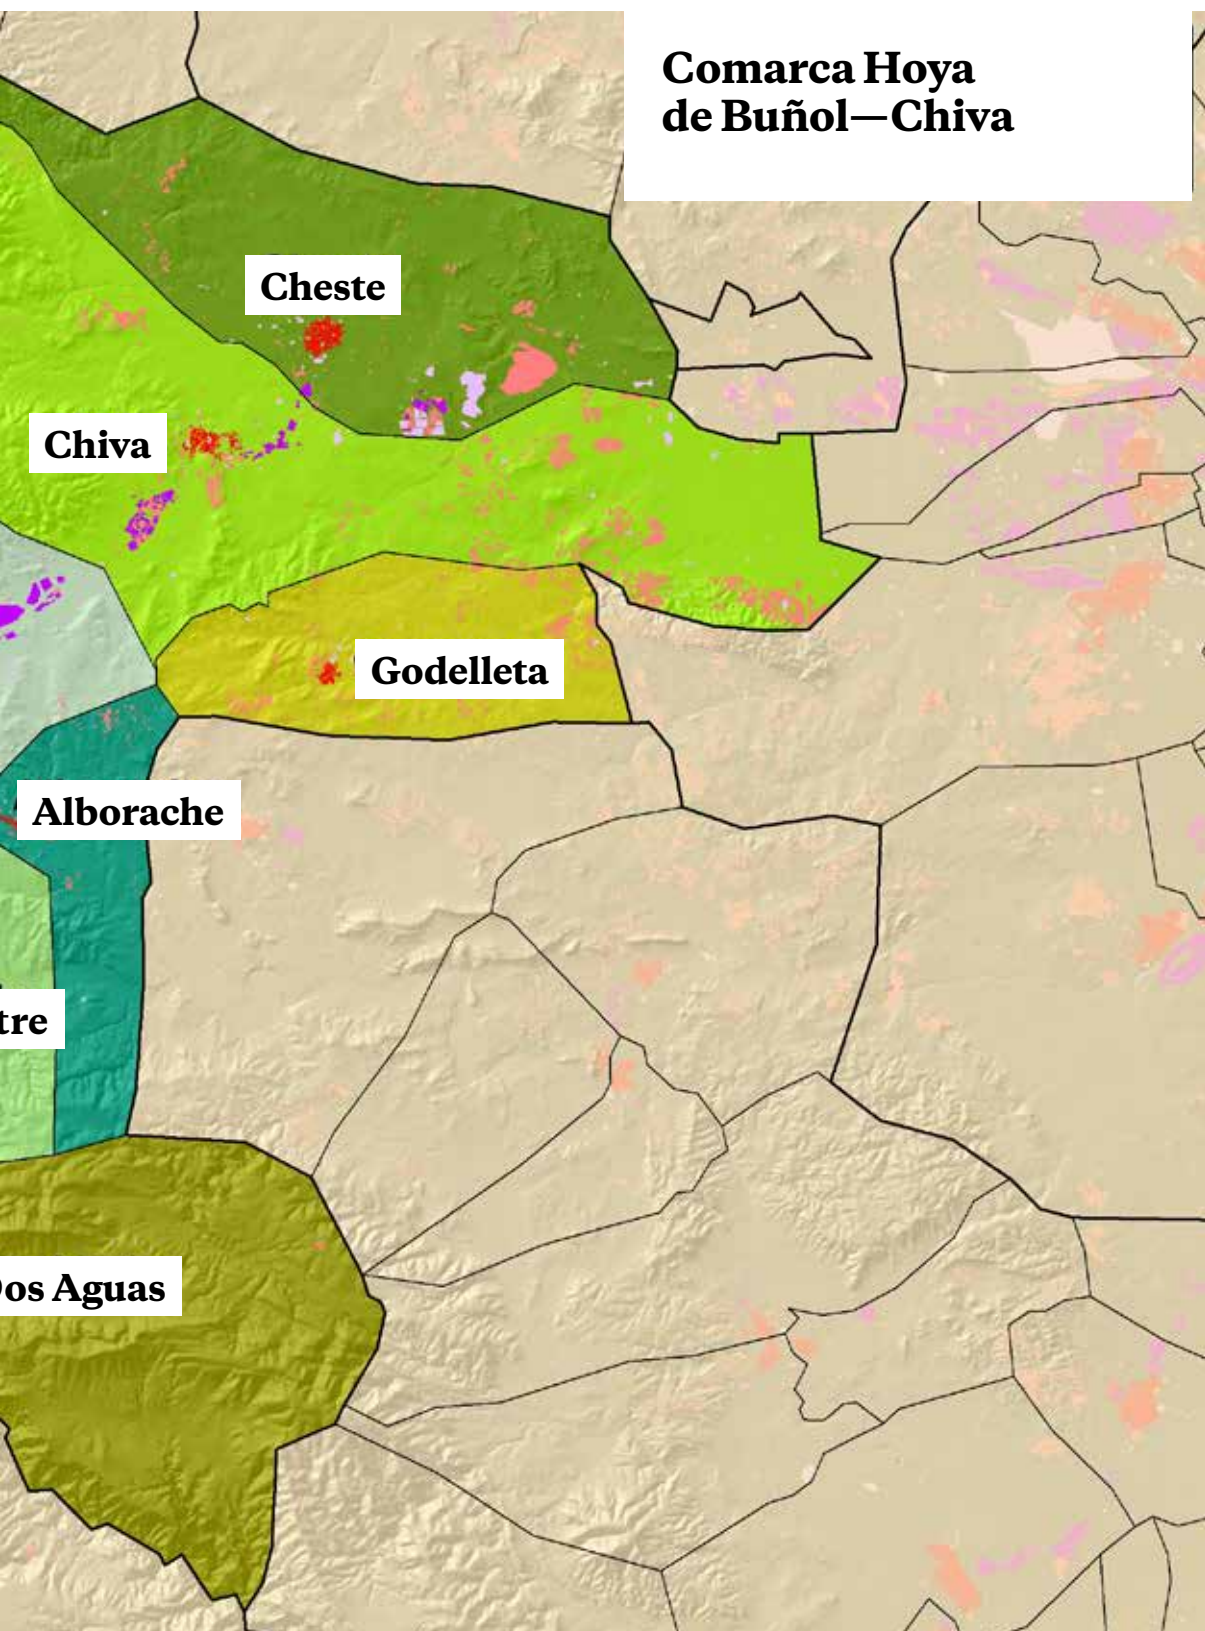 Comarca Hoya
de Buñol—Chiva
Cheste
Chiva
Godelleta
Alborache
tre
os Aguas